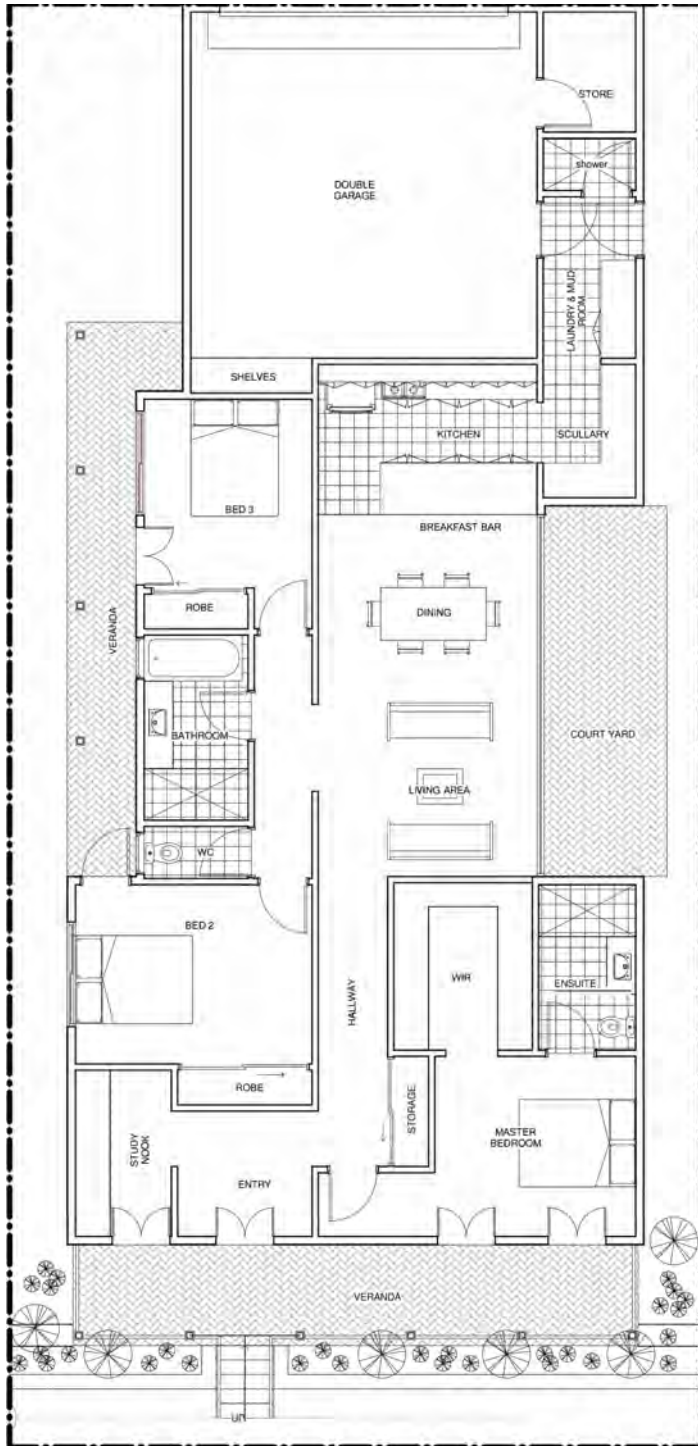 STORE
shower
DOUBLE
GARAGE
LAUNDRY & MUD
ROOM
SHELVES
KITCHEN
SCULLARY
BED 3
BREAKFAST BAR
ROBE
DINING
VERANDA
BATHROOM
COURT YARD
LIVING AREA
WC
BED 2
WIR
ENSUITE
HALLWAY
ROBE
STORAGE
MASTER
BEDROOM
STUDY
NOOK
ENTRY
VERANDA
UP